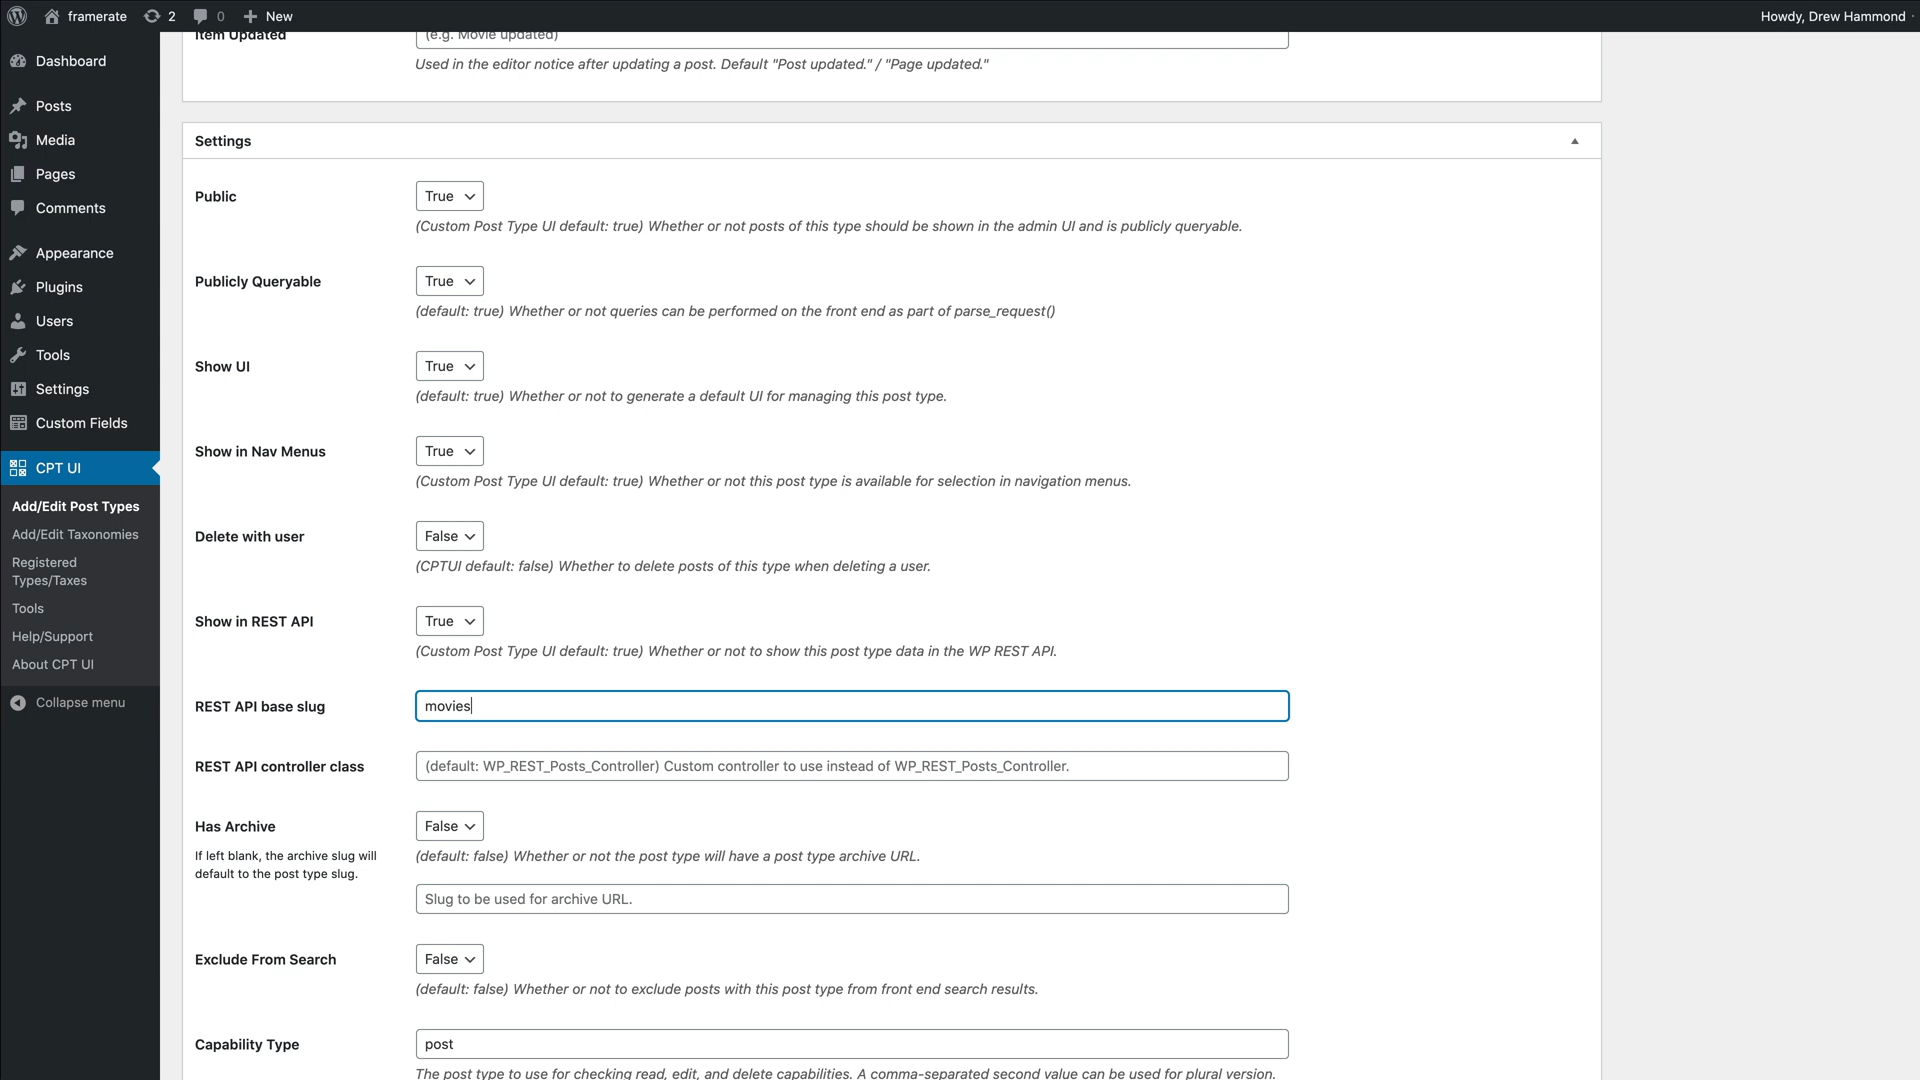 framerate
2
0
New
Howdy, Drew Hammond
Dashboard
Posts
Media
Pages
Comments
Appearance
Plugins
Users
Tools
Settings
Custom Fields
CPT UI
Add/Edit Post Types
Add/Edit Taxonomies
Registered
Types/Taxes
Tools
Help/Support
About CPT UI
Collapse menu
Item Updated
(e.g. Movie updated)
Used in the editor notice after updating a post. Default "Post updated." / "Page updated."
Settings
Public
True
(Custom Post Type UI default: true) Whether or not posts of this type should be shown in the admin UI and is publicly queryable.
Publicly Queryable
True
(default: true) Whether or not queries can be performed on the front end as part of parse_request()
Show UI
True
(default: true) Whether or not to generate a default UI for managing this post type.
Show in Nav Menus
True
(Custom Post Type UI default: true) Whether or not this post type is available for selection in navigation menus.
Delete with user
False
(CPTUI default: false) Whether to delete posts of this type when deleting a user.
Show in REST API
True
(Custom Post Type UI default: true) Whether or not to show this post type data in the WP REST API.
REST API base slug
movies
REST API controller class
(default: WP_REST_Posts_Controller) Custom controller to use instead of WP_REST_Posts_Controller.
Has Archive
If left blank, the archive slug will
default to the post type slug.
False
(default: false) Whether or not the post type will have a post type archive URL.
Slug to be used for archive URL.
Exclude From Search
False
(default: false) Whether or not to exclude posts with this post type from front end search results.
Capability Type
post
The post type to use for checking read, edit, and delete capabilities. A comma-separated second value can be used for plural version.